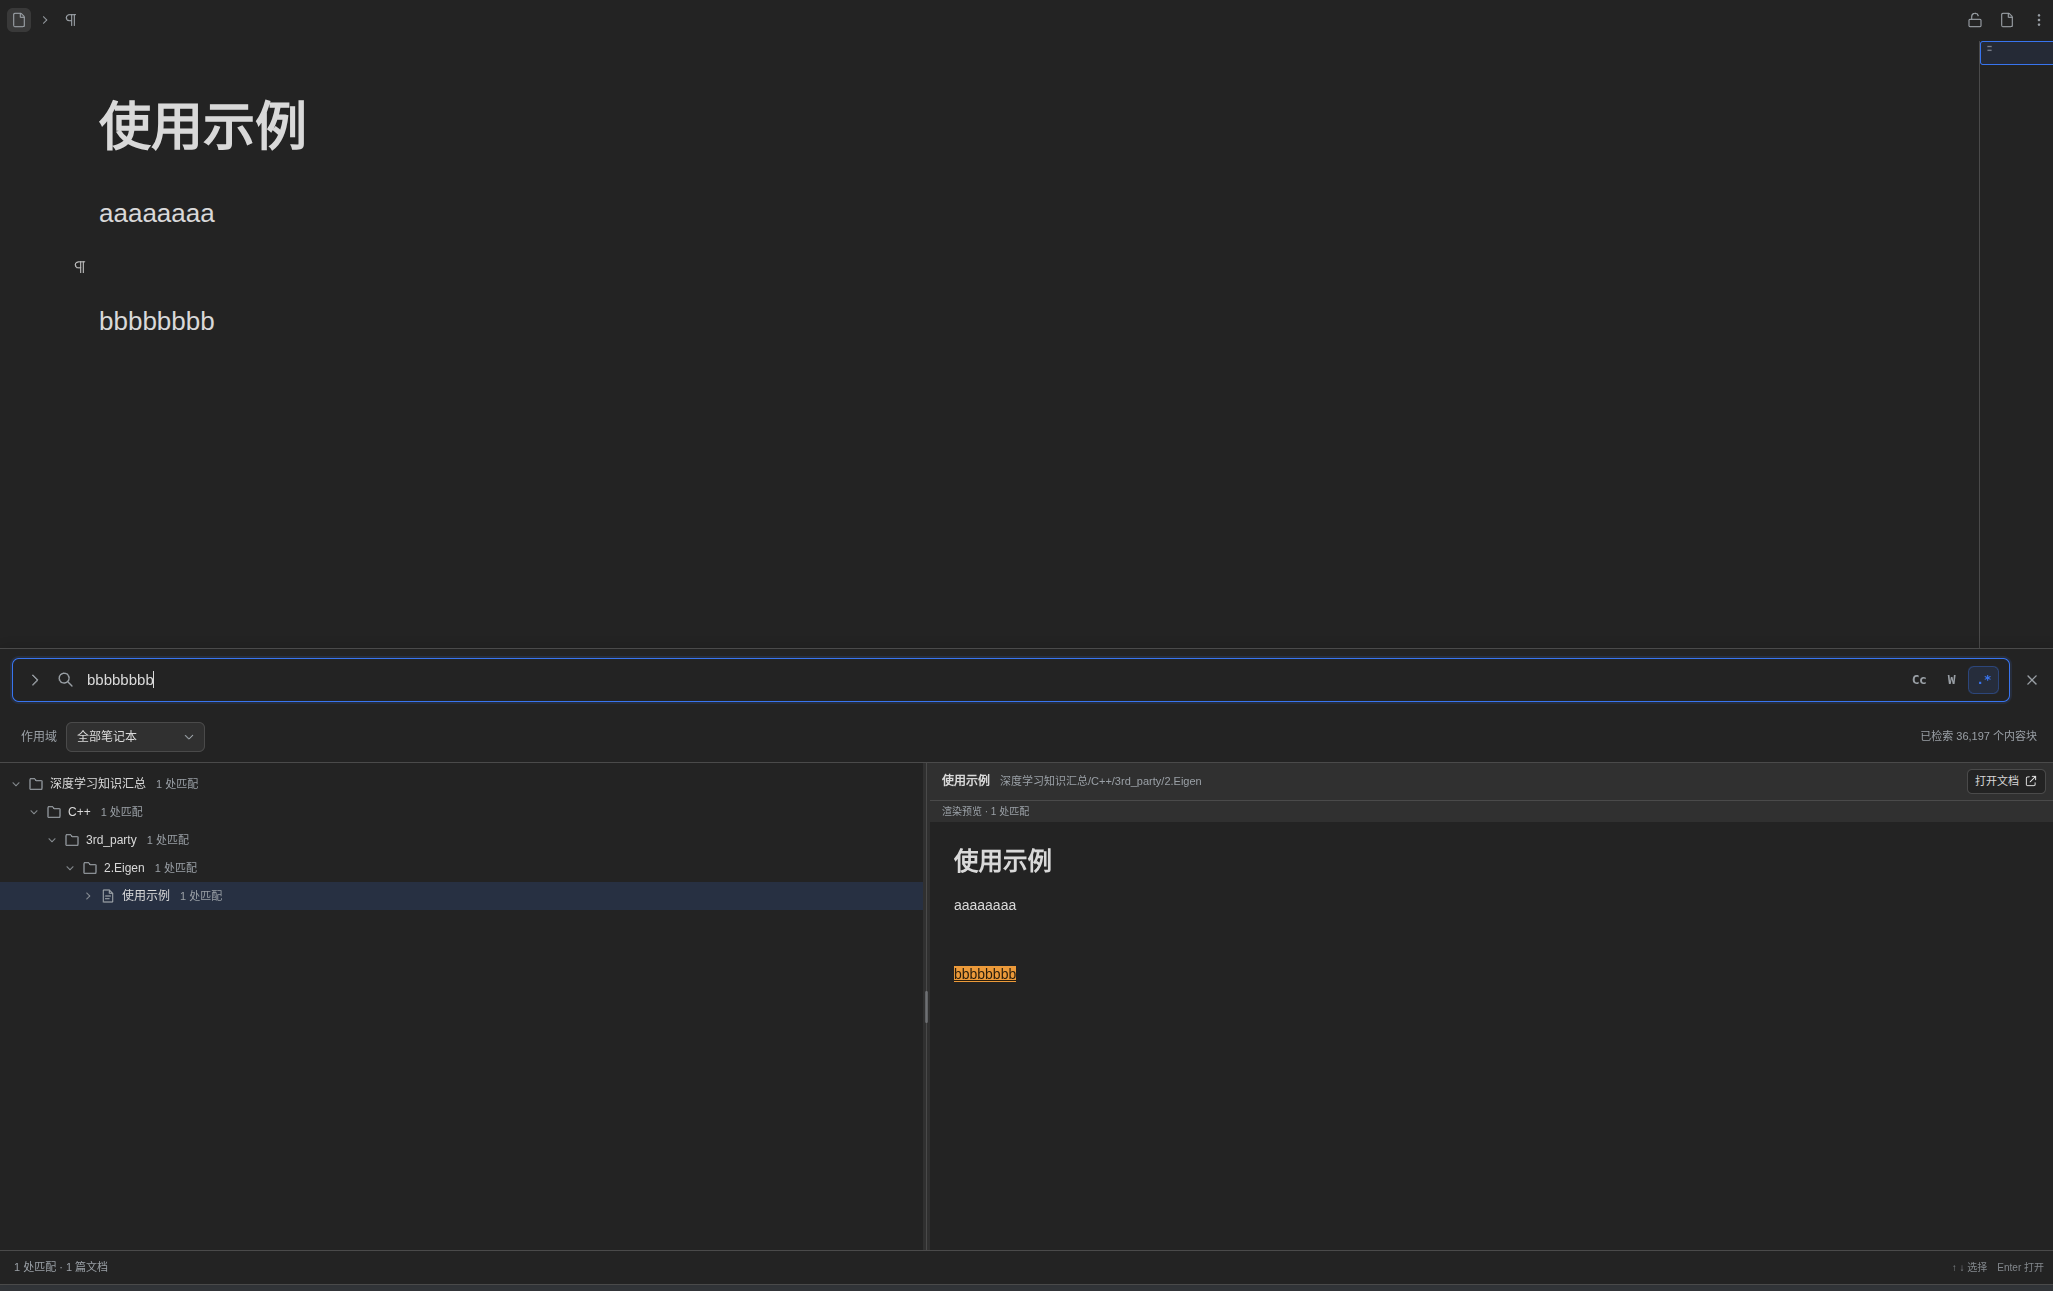 使用示例
aaaaaaaa
bbbbbbbb
bbbbbbbb
Cc W .*
作用域 全部笔记本
已检索 36,197 个内容块
深度学习知识汇总 1 处匹配
C++ 1 处匹配
3rd_party 1 处匹配
2.Eigen 1 处匹配
使用示例 1 处匹配
使用示例 深度学习知识汇总/C++/3rd_party/2.Eigen
打开文档
渲染预览 · 1 处匹配
使用示例
aaaaaaaa
bbbbbbbb
1 处匹配 · 1 篇文档
↑ ↓ 选择 Enter 打开